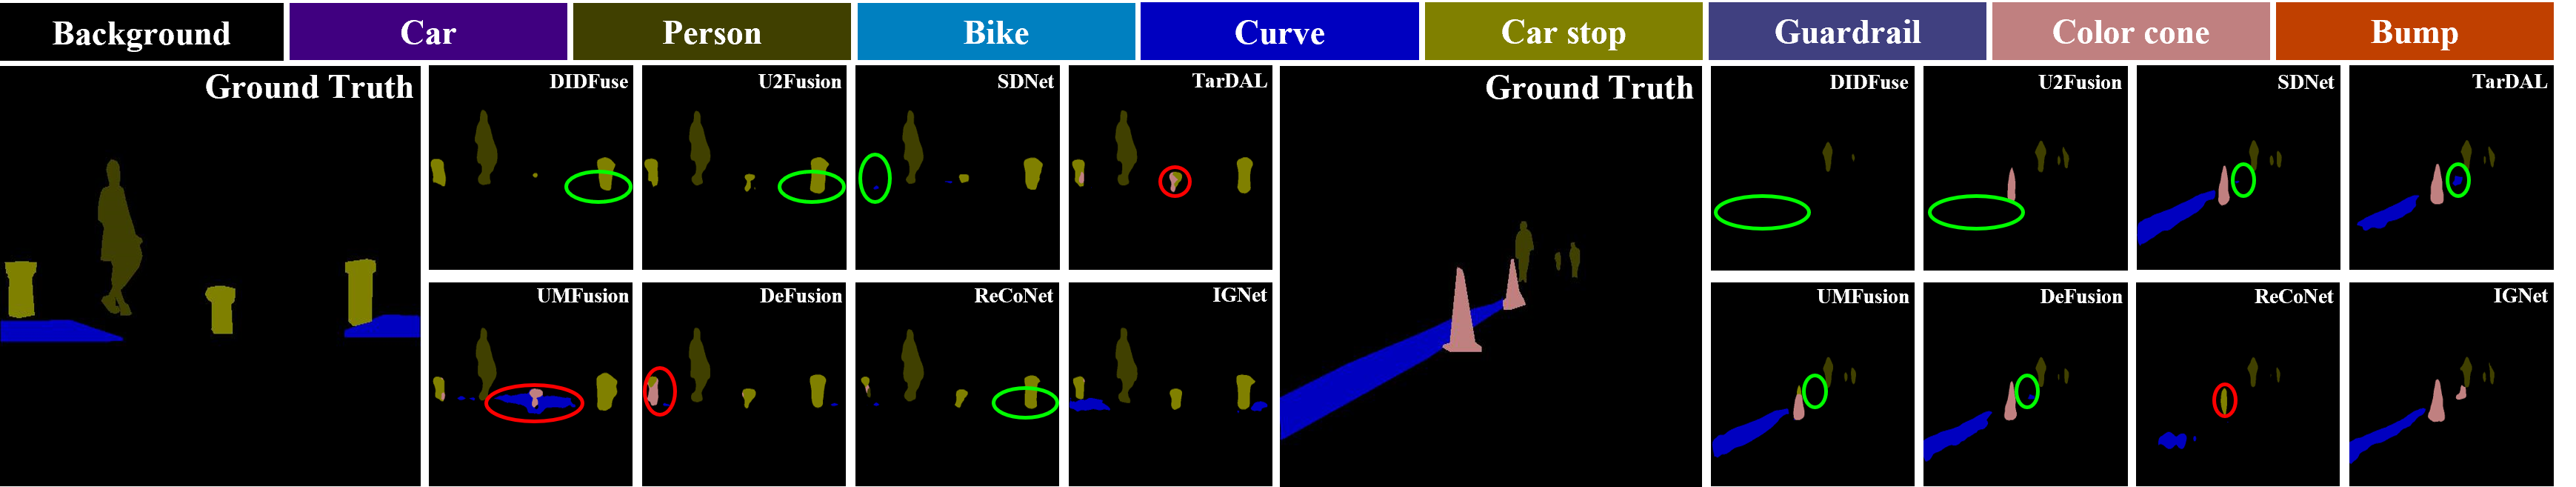 Background Car Person Bike Curve Car stop Guardrail Color cone Bump
Ground Truth DIDFuse U2Fusion SDNet TarDAL
UMFusion DeFusion ReCoNet IGNet
Ground Truth DIDFuse U2Fusion SDNet TarDAL
UMFusion DeFusion ReCoNet IGNet